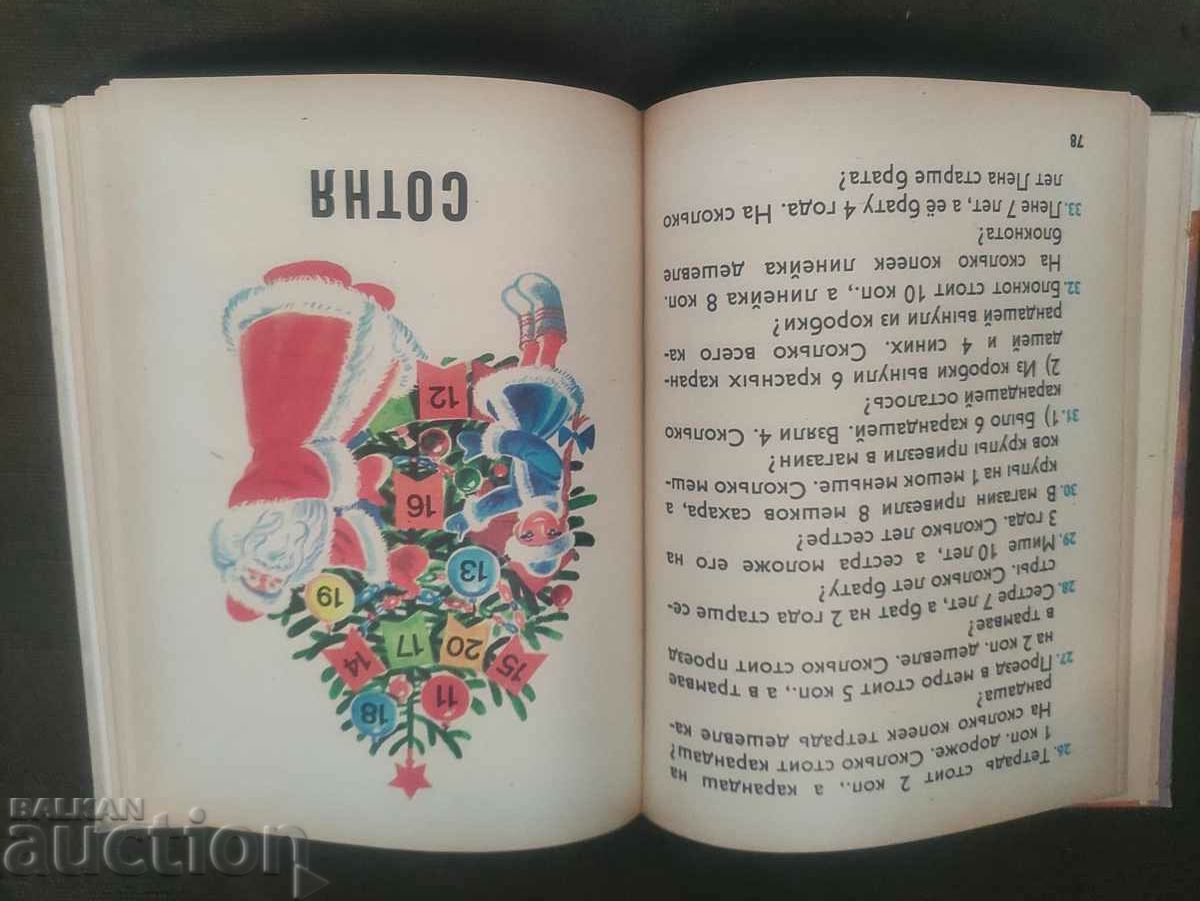 26. Тетрадь стоит 2 коп., а карандаш на
1 коп. дороже. Сколько стоит карандаш?
На сколько копеек тетрадь дешевле ка-
рандаша?
27. Проезд в метро стоит 5 коп., а в трамвае
на 2 коп. дешевле. Сколько стоит проезд
в трамвае?
28. Сестре 7 лет, а брат на 2 года старше се-
стры. Сколько лет брату?
29. Мише 10 лет, а сестра моложе его на
3 года. Сколько лет сестре?
30. В магазин привезли 8 мешков сахара, а
крупы на 1 мешок меньше. Сколько меш-
ков крупы привезли в магазин?
31. 1) Было 6 карандашей. Взяли 4. Сколько
карандашей осталось?
2) Из коробки вынули 6 красных каран-
дашей и 4 синих. Сколько всего ка-
рандашей вынули из коробки?
32. Блокнот стоит 10 коп., а линейка 8 коп.
На сколько копеек линейка дешевле
блокнота?
33. Лене 7 лет, а её брату 4 года. На сколько
лет Лена старше брата?
78
18
11
15
20
17
14
19
13
16
12
СОТНЯ
BALKAN
auction